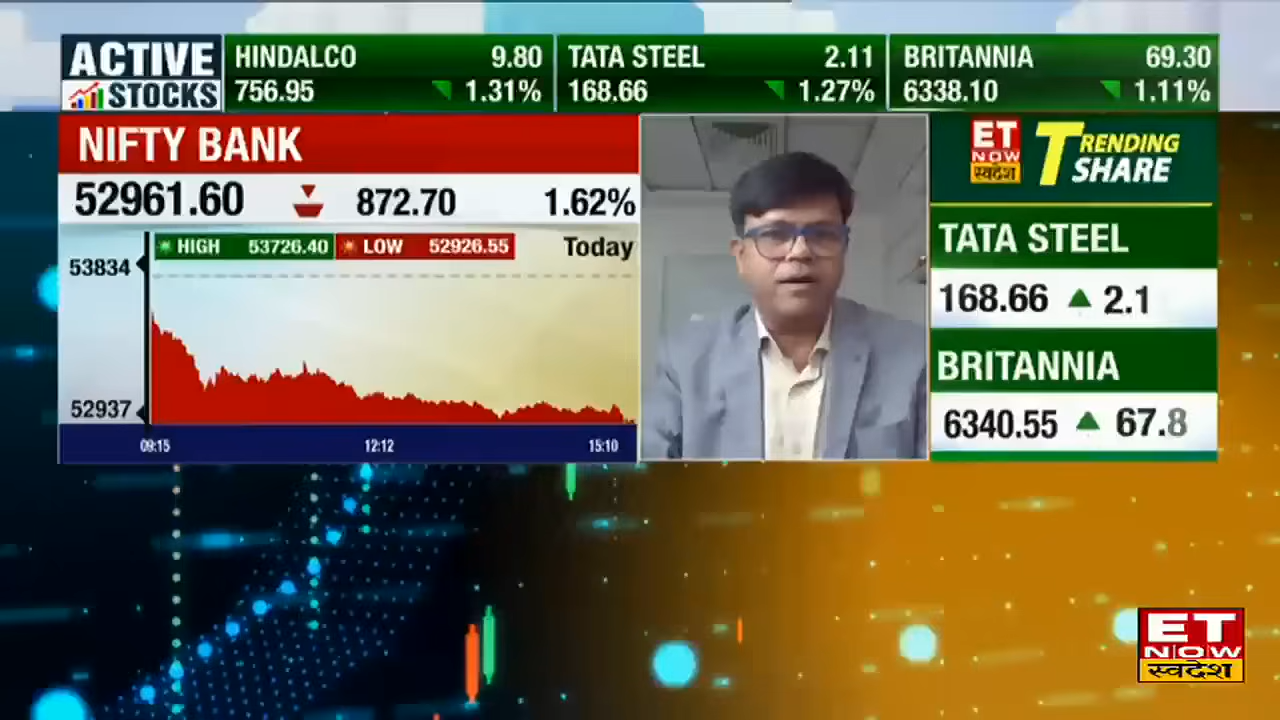 ACTIVE
STOCKS
HINDALCO 9.80
756.95 1.31%
TATA STEEL 2.11
168.66 1.27%
BRITANNIA 69.30
6338.10 1.11%
NIFTY BANK
52961.60 872.70 1.62%
HIGH 53726.40 LOW 52926.55 Today
53834
52937
09:15 12:12 15:10
ET
NOW
स्वदेश
TRENDING
SHARE
TATA STEEL
168.66 2.1
BRITANNIA
6340.55 67.8
ET
NOW
स्वदेश